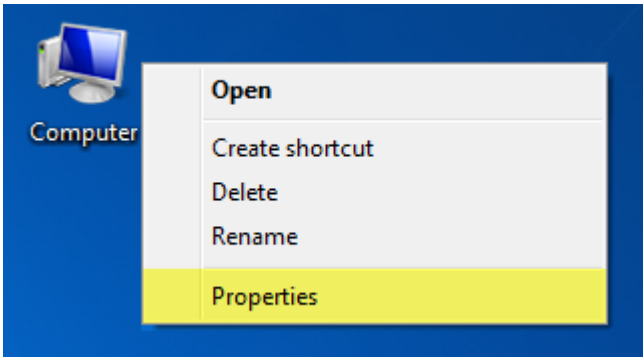 Computer
Open
Create shortcut
Delete
Rename
Properties